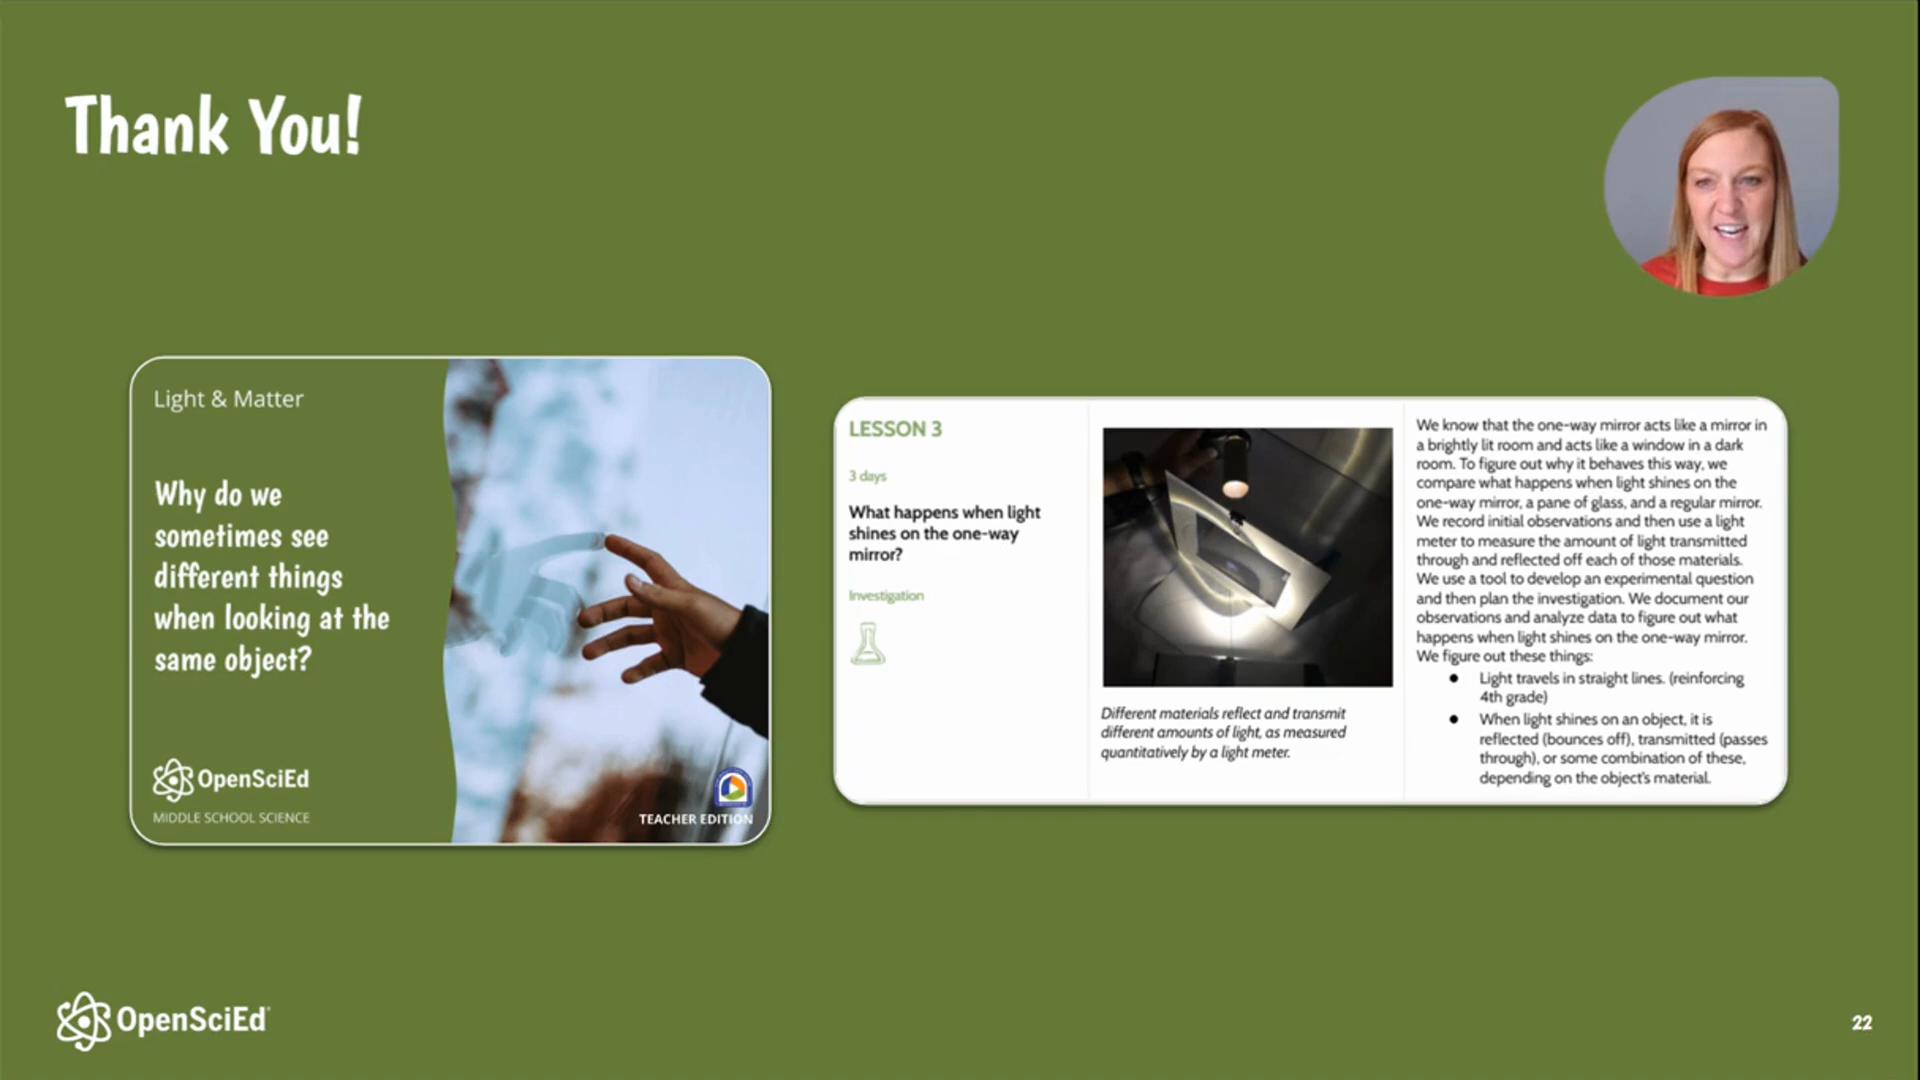 Thank You!
Light & Matter
Why do we
sometimes see
different things
when looking at the
same object?
OpenSciEd
MIDDLE SCHOOL SCIENCE
TEACHER EDITION
LESSON 3
3 days
What happens when light
shines on the one-way
mirror?
Investigation
Different materials reflect and transmit
different amounts of light, as measured
quantitatively by a light meter.
We know that the one-way mirror acts like a mirror in
a brightly lit room and acts like a window in a dark
room. To figure out why it behaves this way, we
compare what happens when light shines on the
one-way mirror, a pane of glass, and a regular mirror.
We record initial observations and then use a light
meter to measure the amount of light transmitted
through and reflected off each of those materials.
We use a tool to develop an experimental question
and then plan the investigation. We document our
observations and analyze data to figure out what
happens when light shines on the one-way mirror.
We figure out these things:
● Light travels in straight lines. (reinforcing
4th grade)
● When light shines on an object, it is
reflected (bounces off), transmitted (passes
through), or some combination of these,
depending on the object's material.
OpenSciEd
22